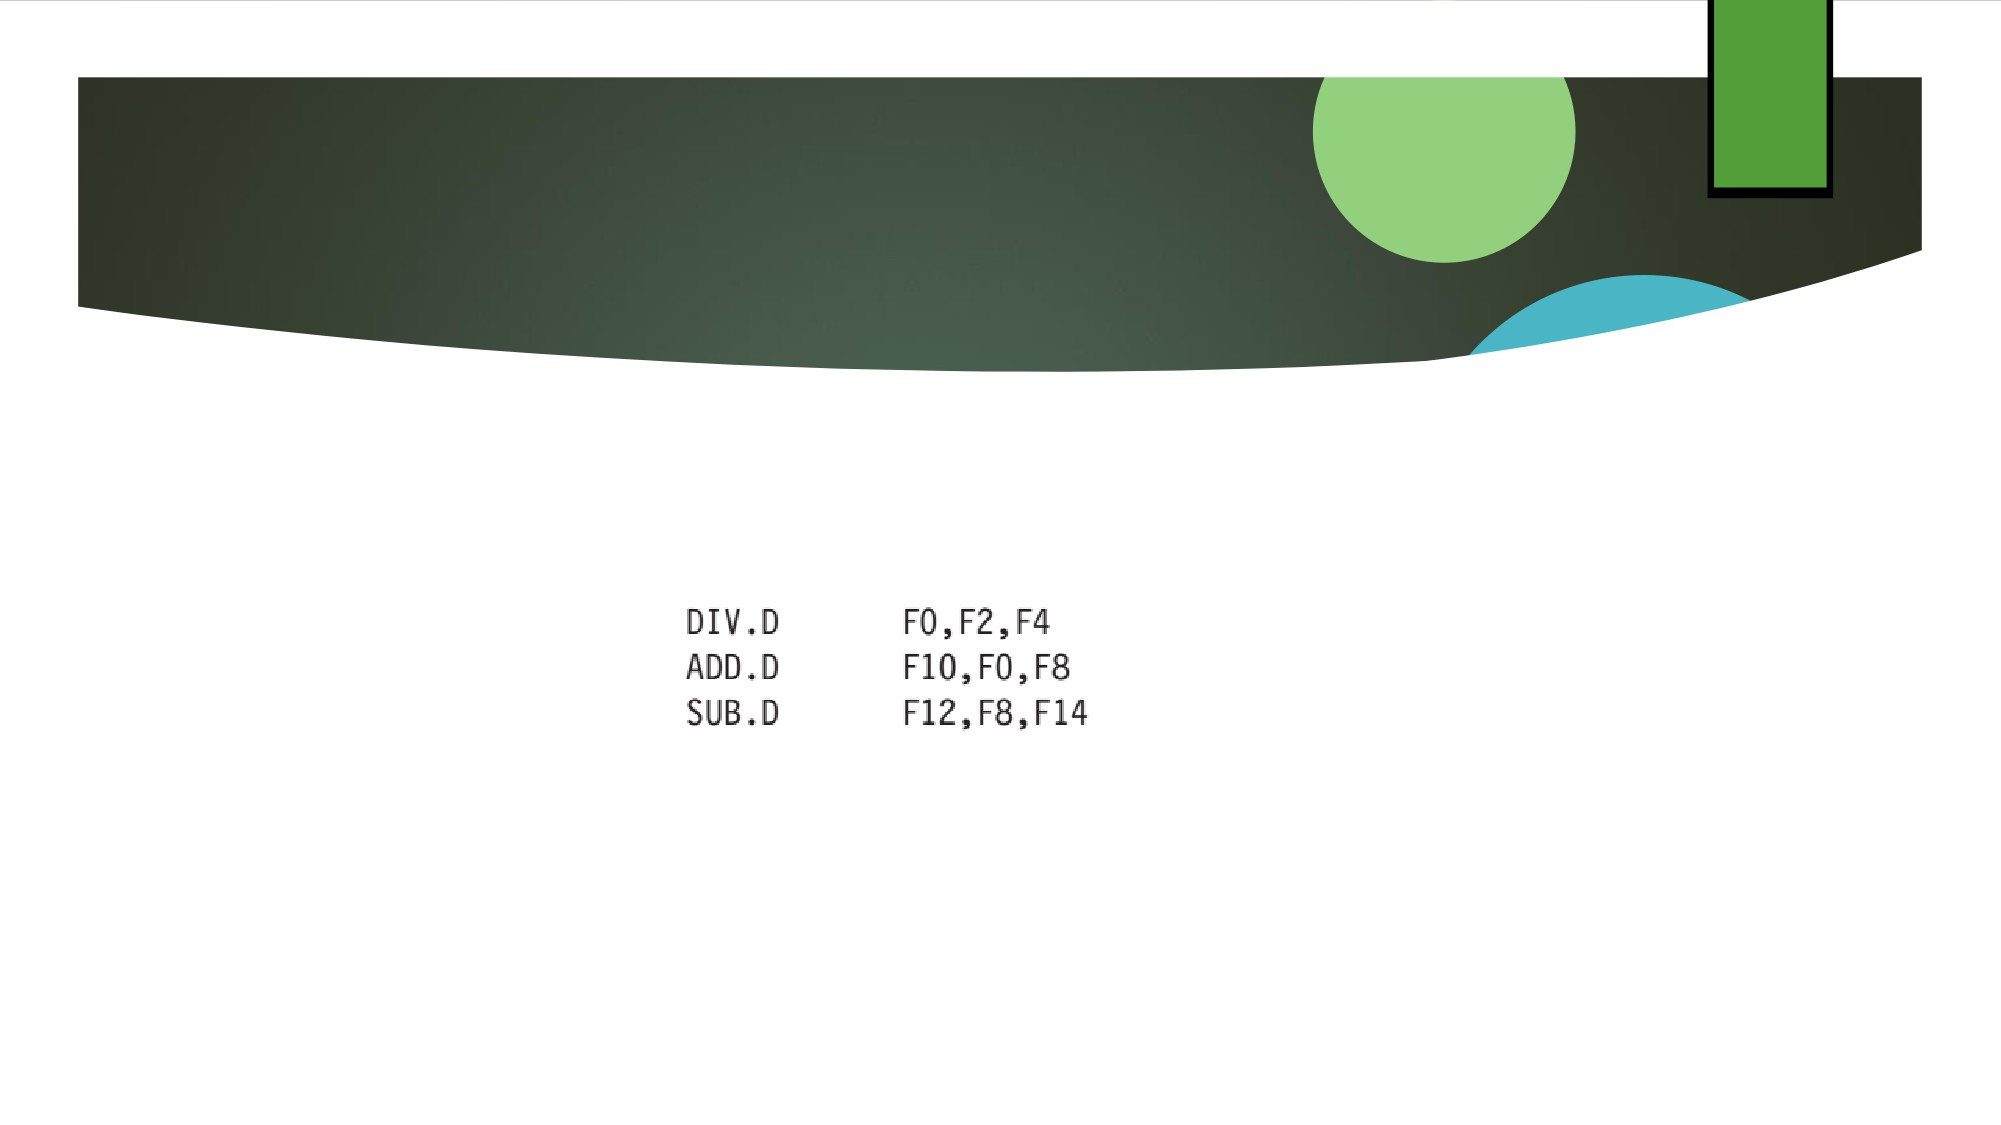 DIV.D F0,F2,F4
ADD.D F10,F0,F8
SUB.D F12,F8,F14